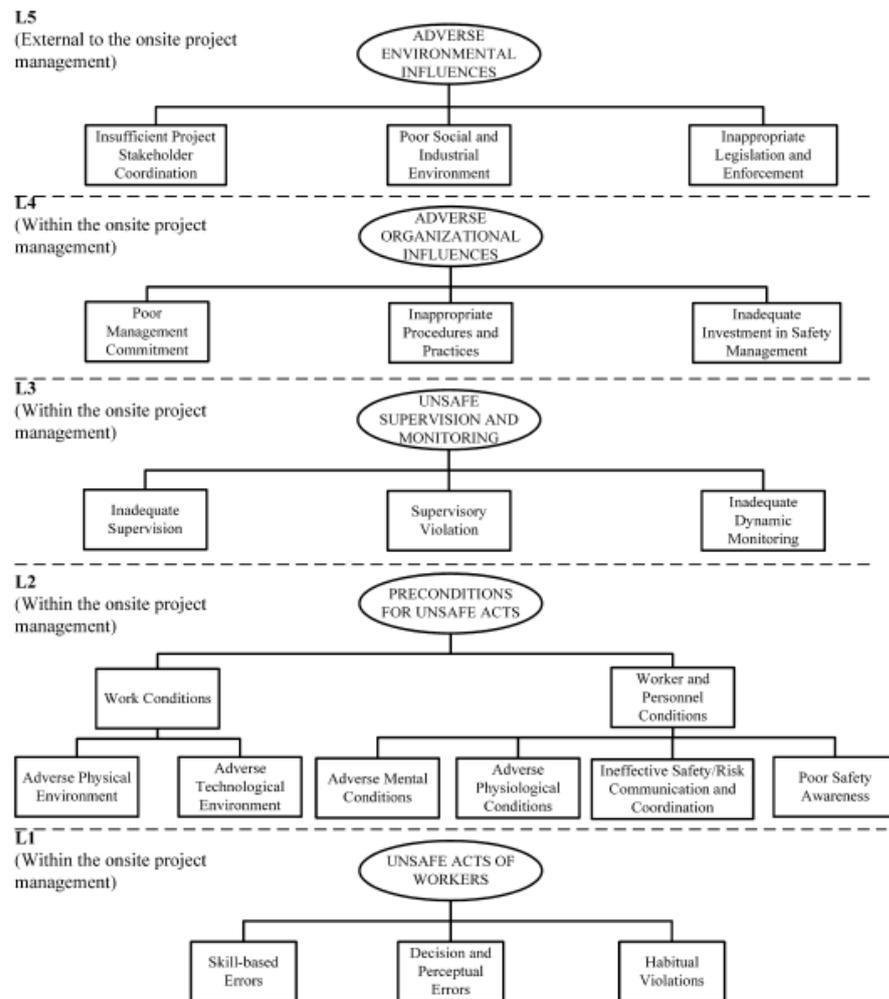 L5
(External to the onsite project
management)
ADVERSE
ENVIRONMENTAL
INFLUENCES
Insufficient Project
Stakeholder
Coordination
Poor Social and
Industrial
Environment
Inappropriate
Legislation and
Enforcement
L4
(Within the onsite project
management)
ADVERSE
ORGANIZATIONAL
INFLUENCES
Poor
Management
Commitment
Inappropriate
Procedures and
Practices
Inadequate
Investment in Safety
Management
L3
(Within the onsite project
management)
UNSAFE
SUPERVISION AND
MONITORING
Inadequate
Supervision
Supervisory
Violation
Inadequate
Dynamic
Monitoring
L2
(Within the onsite project
management)
PRECONDITIONS
FOR UNSAFE ACTS
Work Conditions
Worker and
Personnel
Conditions
Adverse Physical
Environment
Adverse
Technological
Environment
Adverse Mental
Conditions
Adverse
Physiological
Conditions
Ineffective Safety/Risk
Communication and
Coordination
Poor Safety
Awareness
L1
(Within the onsite project
management)
UNSAFE ACTS OF
WORKERS
Skill-based
Errors
Decision and
Perceptual
Errors
Habitual
Violations